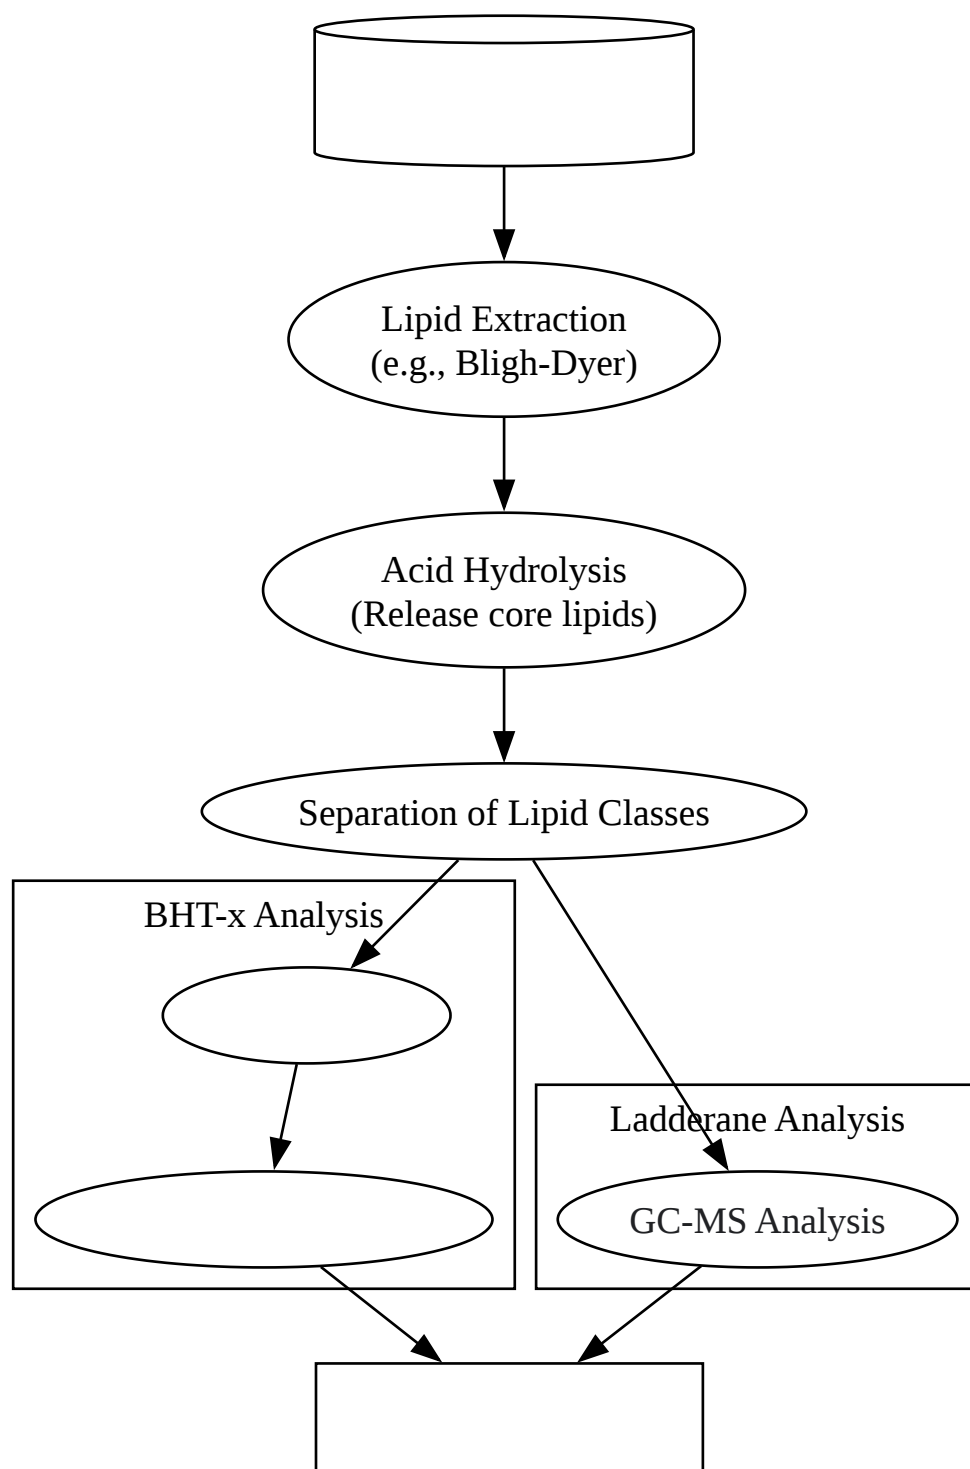 Lipid Extraction
(e.g., Bligh-Dyer)
Acid Hydrolysis
(Release core lipids)
Separation of Lipid Classes
BHT-x Analysis
Ladderane Analysis
GC-MS Analysis